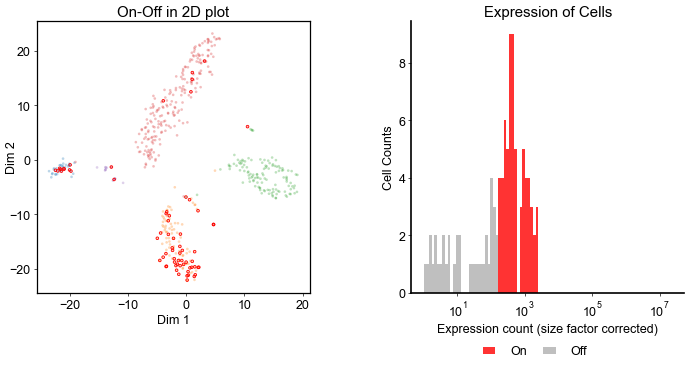 On-Off in 2D plot
20
10
0
−10
−20
Dim 2
−20 −10 0 10 20
Dim 1
Expression of Cells
8
6
4
2
0
Cell Counts
10^1 10^3 10^5 10^7
Expression count (size factor corrected)
On Off